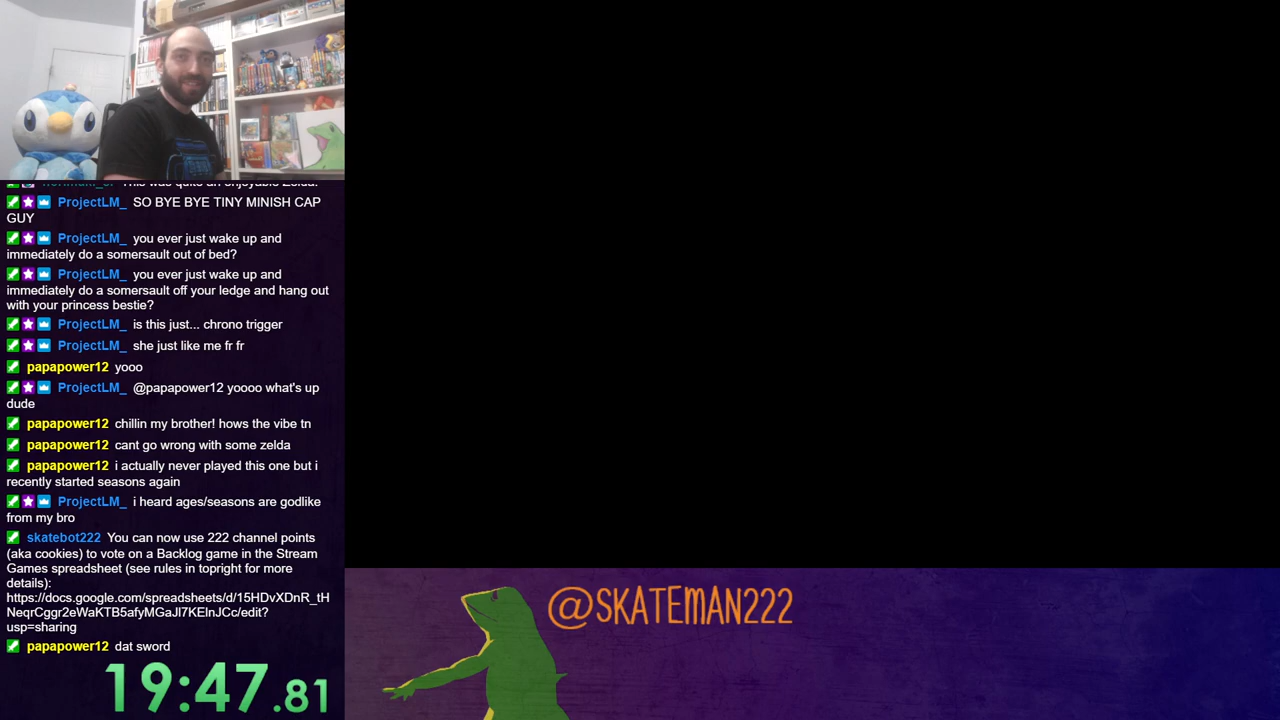 This was quite an enjoyable Zelda.
ProjectLM_ SO BYE BYE TINY MINISH CAP
GUY
ProjectLM_ you ever just wake up and
immediately do a somersault out of bed?
ProjectLM_ you ever just wake up and
immediately do a somersault off your ledge and hang out
with your princess bestie?
ProjectLM_ is this just... chrono trigger
ProjectLM_ she just like me fr fr
papapower12 yooo
ProjectLM_ @papapower12 yoooo what's up
dude
papapower12 chillin my brother! hows the vibe tn
papapower12 cant go wrong with some zelda
papapower12 i actually never played this one but i
recently started seasons again
ProjectLM_ i heard ages/seasons are godlike
from my bro
skatebot222 You can now use 222 channel points
(aka cookies) to vote on a Backlog game in the Stream
Games spreadsheet (see rules in topright for more
details):
https://docs.google.com/spreadsheets/d/15HDvXDnR_tH
NeqrCggr2eWaKTB5afyMGaJl7KElnJCc/edit?
usp=sharing
papapower12 dat sword
19:47.81
@SKATEMAN222